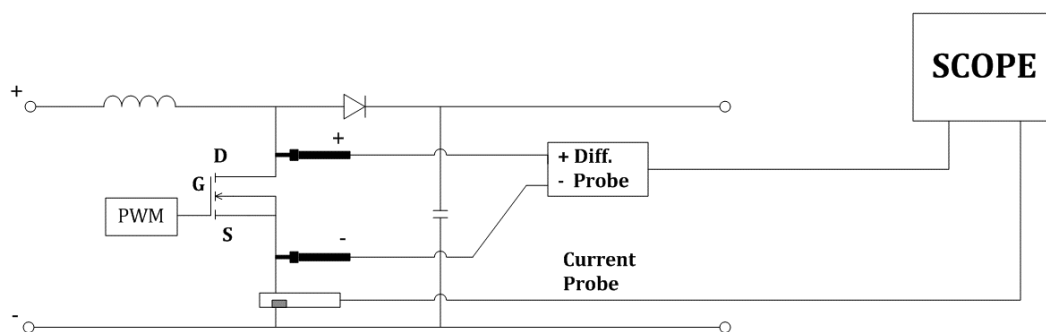 SCOPE
+
+
D
+ Diff.
- Probe
G
PWM
S
-
Current
Probe
-